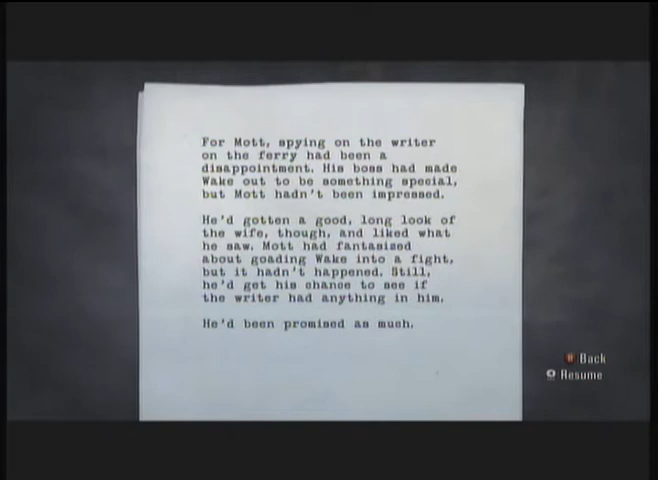 For Mott, spying on the writer
on the ferry had been a
disappointment. His boss had made
Wake out to be something special,
but Mott hadn't been impressed.
He'd gotten a good, long look of
the wife, though, and liked what
he saw. Mott had fantasized
about goading Wake into a fight,
but it hadn't happened. Still,
he'd get his chance to see if
the writer had anything in him.
He'd been promised as much.
Back
Resume